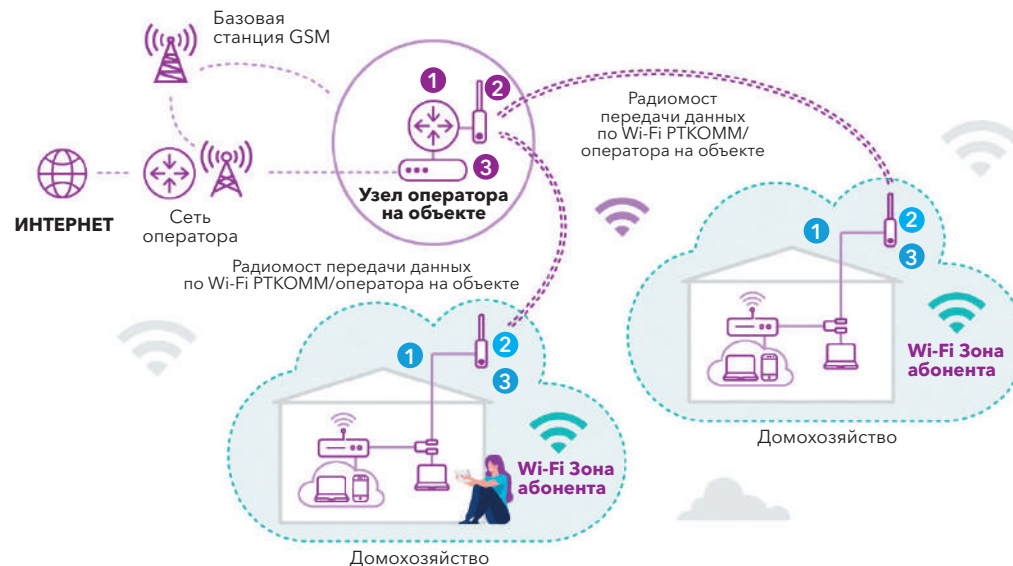 Базовая
станция GSM
1
2
3
Узел оператора
на объекте
ИНТЕРНЕТ
Сеть
оператора
Радиомост
передачи данных
по Wi-Fi РТКОММ/
оператора на объекте
Радиомост передачи данных
по Wi-Fi РТКОММ/оператора на объекте
1
2
3
Wi-Fi Зона
абонента
Домохозяйство
1
2
3
Wi-Fi Зона
абонента
Домохозяйство